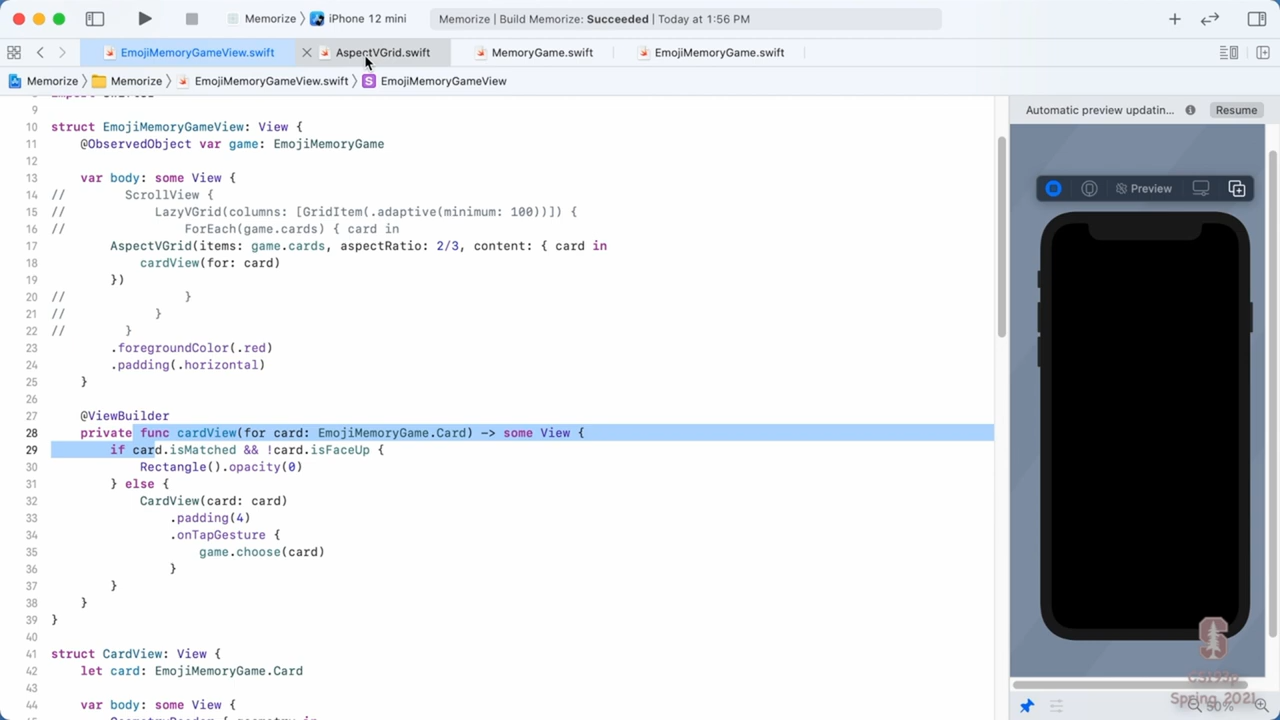 Memorize iPhone 12 mini Memorize | Build Memorize: Succeeded | Today at 1:56 PM
EmojiMemoryGameView.swift AspectVGrid.swift MemoryGame.swift EmojiMemoryGame.swift
Memorize Memorize EmojiMemoryGameView.swift S EmojiMemoryGameView
9
10 struct EmojiMemoryGameView: View {
11 @ObservedObject var game: EmojiMemoryGame
12
13 var body: some View {
14 // ScrollView {
15 // LazyVGrid(columns: [GridItem(.adaptive(minimum: 100))]) {
16 // ForEach(game.cards) { card in
17 AspectVGrid(items: game.cards, aspectRatio: 2/3, content: { card in
18 cardView(for: card)
19 })
20 // }
21 // }
22 // }
23 .foregroundColor(.red)
24 .padding(.horizontal)
25 }
26
27 @ViewBuilder
28 private func cardView(for card: EmojiMemoryGame.Card) -> some View {
29 if card.isMatched && !card.isFaceUp {
30 Rectangle().opacity(0)
31 } else {
32 CardView(card: card)
33 .padding(4)
34 .onTapGesture {
35 game.choose(card)
36 }
37 }
38 }
39 }
40
41 struct CardView: View {
42 let card: EmojiMemoryGame.Card
43
44 var body: some View {
Automatic preview updatin... Resume
Preview
CS193p
Spring 2021
50%